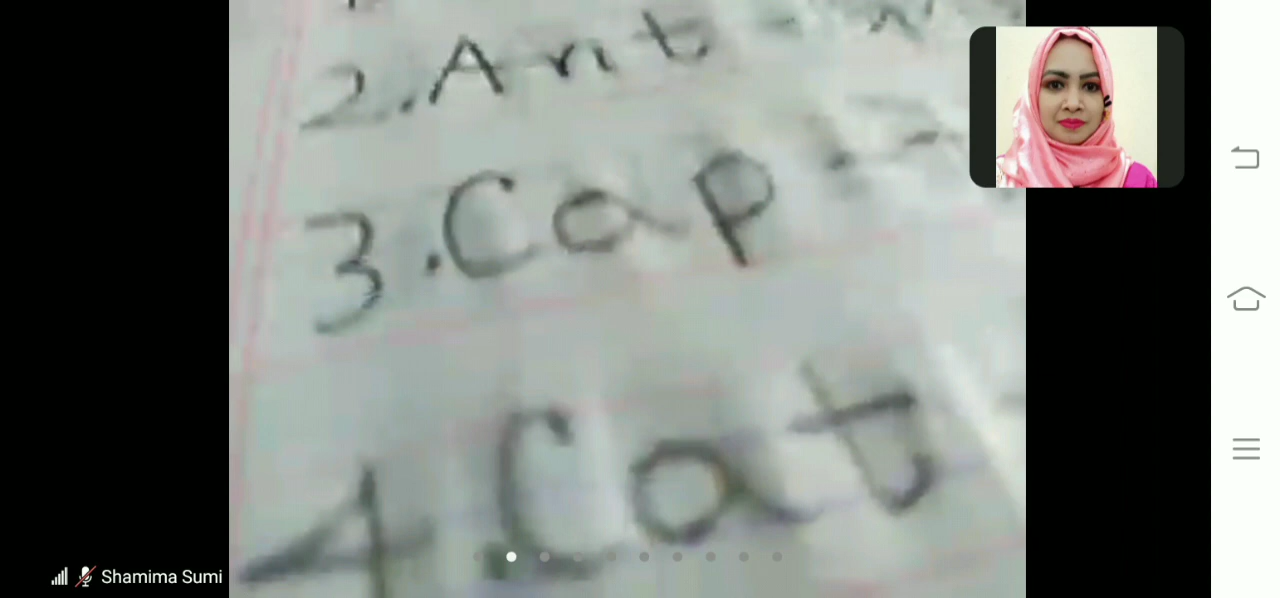 2. Ant -
3. Cap :-
4. Cat
Shamima Sumi